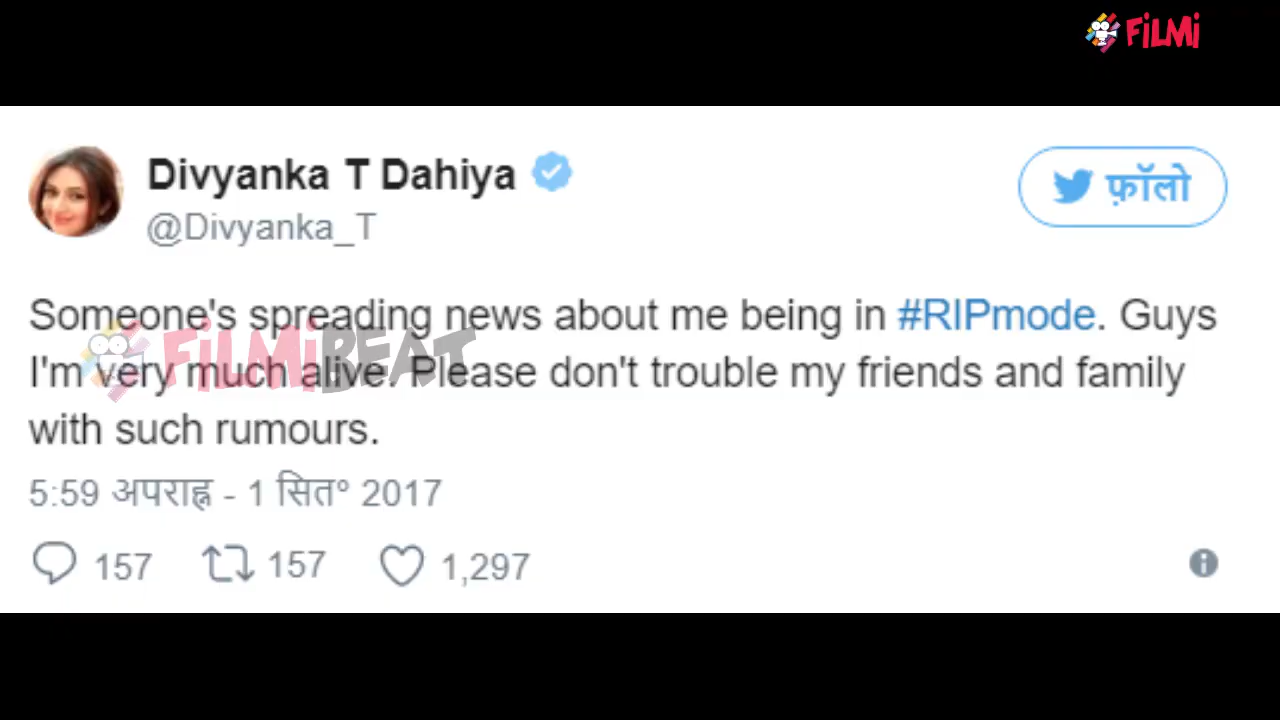 FiLMi
Divyanka T Dahiya
@Divyanka_T
फ़ॉलो
Someone's spreading news about me being in #RIPmode. Guys
I'm very much alive. Please don't trouble my friends and family
with such rumours.
FiLMiBEAT
5:59 अपराह्न - 1 सित॰ 2017
157 157 1,297